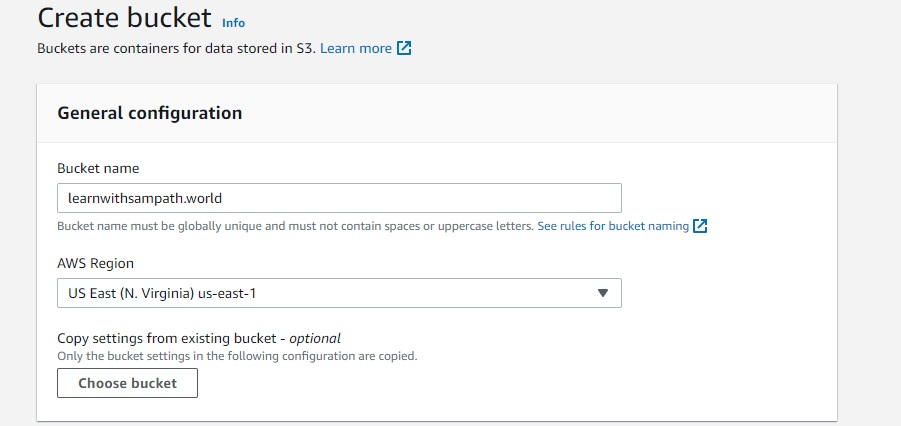 Create bucket Info
Buckets are containers for data stored in S3. Learn more
General configuration
Bucket name
learnwithsampath.world
Bucket name must be globally unique and must not contain spaces or uppercase letters. See rules for bucket naming
AWS Region
US East (N. Virginia) us-east-1
Copy settings from existing bucket - optional
Only the bucket settings in the following configuration are copied.
Choose bucket